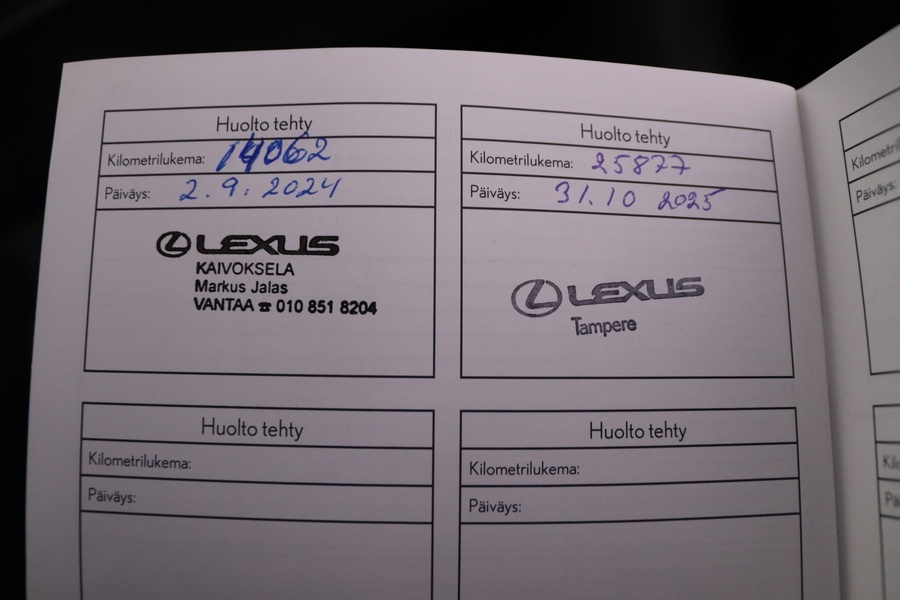 Huolto tehty
Kilometrilukema: 14062
Päiväys: 2.9.2024
LEXUS
KAIVOKSELA
Markus Jalas
VANTAA ☎ 010 851 8204
Huolto tehty
Kilometrilukema: 25877
Päiväys: 31.10 2025
LEXUS
Tampere
Huolto tehty
Kilometrilukema:
Päiväys:
Huolto tehty
Kilometrilukema:
Päiväys:
Päiväys: